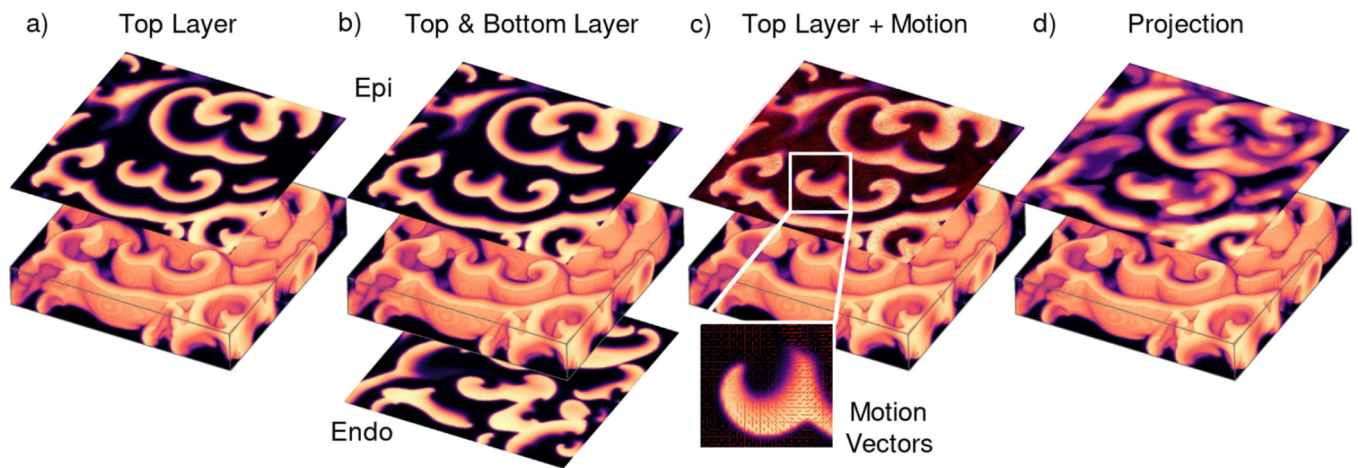 a) Top Layer
b) Top & Bottom Layer
c) Top Layer + Motion
d) Projection
Epi
Endo
Motion
Vectors